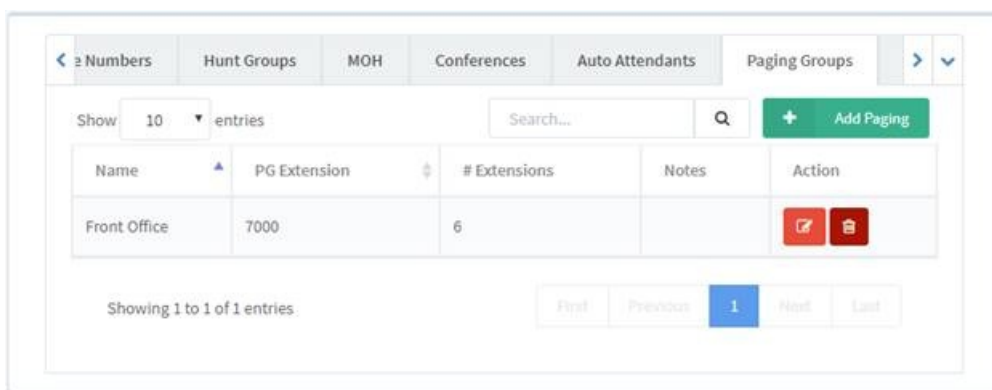 e Numbers Hunt Groups MOH Conferences Auto Attendants Paging Groups
Show 10 entries Search... + Add Paging
Name PG Extension # Extensions Notes Action
Front Office 7000 6
Showing 1 to 1 of 1 entries First Previous 1 Next Last